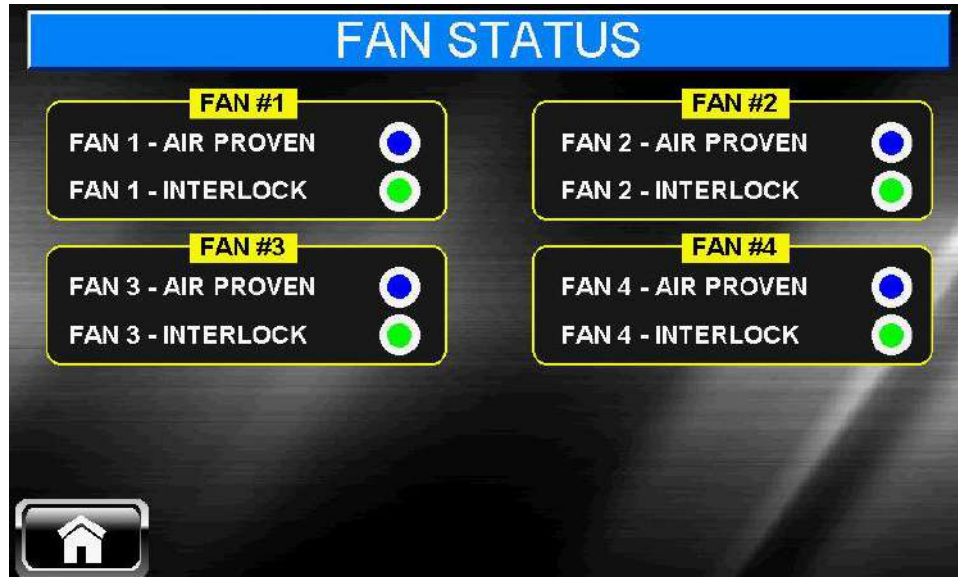 FAN STATUS
FAN #1
FAN 1 - AIR PROVEN
FAN 1 - INTERLOCK
FAN #2
FAN 2 - AIR PROVEN
FAN 2 - INTERLOCK
FAN #3
FAN 3 - AIR PROVEN
FAN 3 - INTERLOCK
FAN #4
FAN 4 - AIR PROVEN
FAN 4 - INTERLOCK